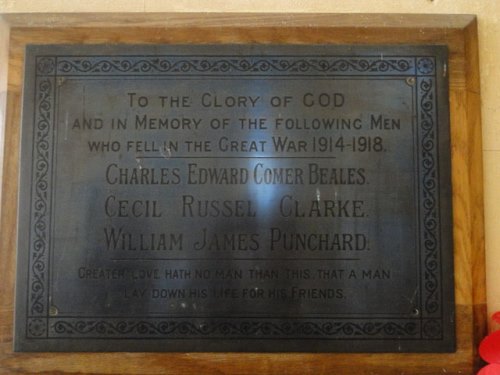 To the Glory of GOD
and in Memory of the following Men
who fell in the Great War 1914-1918.
Charles Edward Comer Beales.
Cecil Russel Clarke.
William James Punchard.
Greater love hath no man than this, that a man
lay down his life for his Friends.